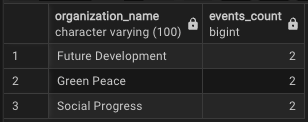 organization_name events_count
character varying (100) bigint
1 Future Development 2
2 Green Peace 2
3 Social Progress 2